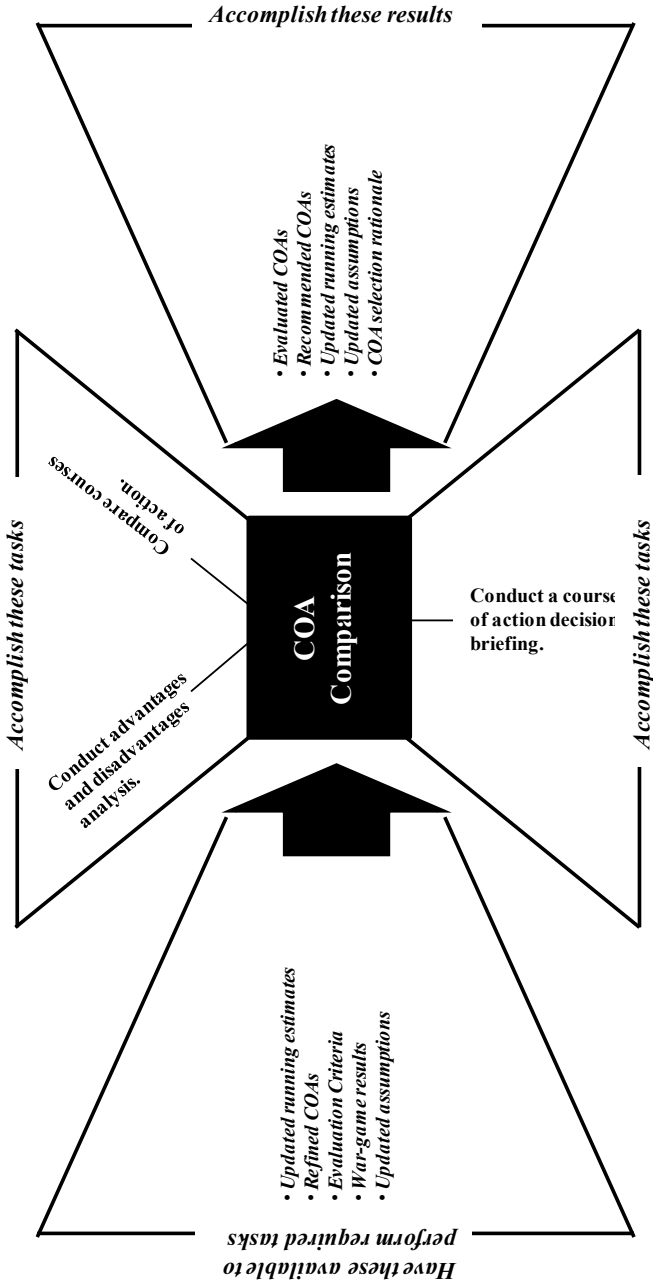 Have these available to
perform required tasks
• Updated running estimates
• Refined COAs
• Evaluation Criteria
• War-game results
• Updated assumptions
Accomplish these tasks
Conduct advantages
and disadvantages
analysis.
Compare courses
of action.
COA
Comparison
Conduct a course
of action decision
briefing.
Accomplish these tasks
• Evaluated COAs
• Recommended COAs
• Updated running estimates
• Updated assumptions
• COA selection rationale
Accomplish these results